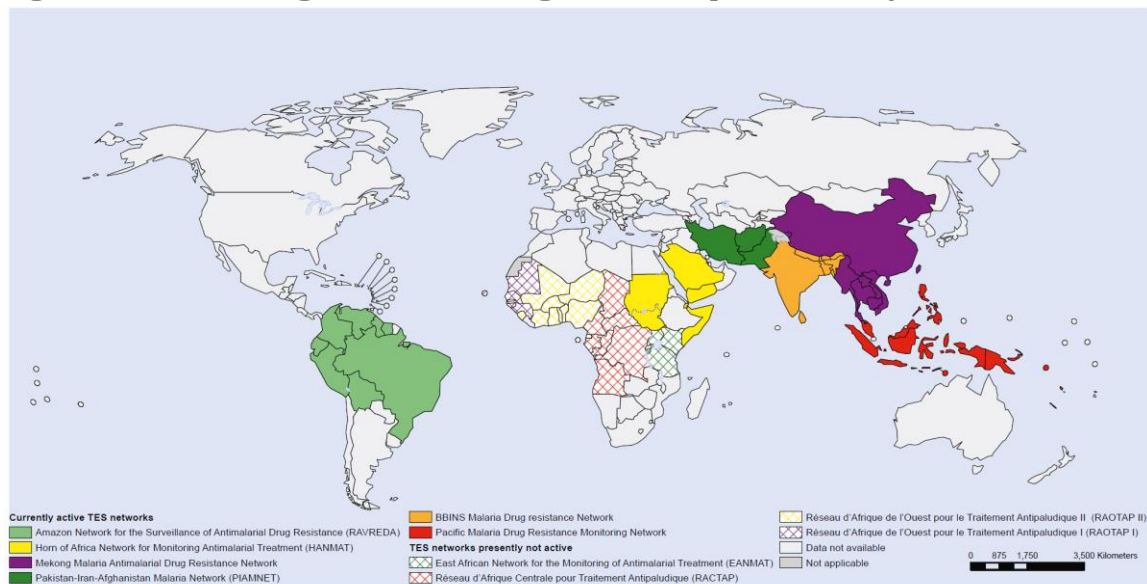 Currently active TES networks
Amazon Network for the Surveillance of Antimalarial Drug Resistance (RAVREDA)
Horn of Africa Network for Monitoring Antimalarial Treatment (HANMAT)
Mekong Malaria Antimalarial Drug Resistance Network
Pakistan-Iran-Afghanistan Malaria Network (PIAMNET)
BBINS Malaria Drug resistance Network
Pacific Malaria Drug Resistance Monitoring Network
TES networks presently not active
East African Network for the Monitoring of Antimalarial Treatment (EANMAT)
Réseau d'Afrique Centrale pour Traitement Antipaludique (RACTAP)
Réseau d'Afrique de l'Ouest pour le Traitement Antipaludique II (RAOTAP II)
Réseau d'Afrique de l'Ouest pour le Traitement Antipaludique I (RAOTAP I)
Data not available
Not applicable
0 875 1,750 3,500 Kilometers